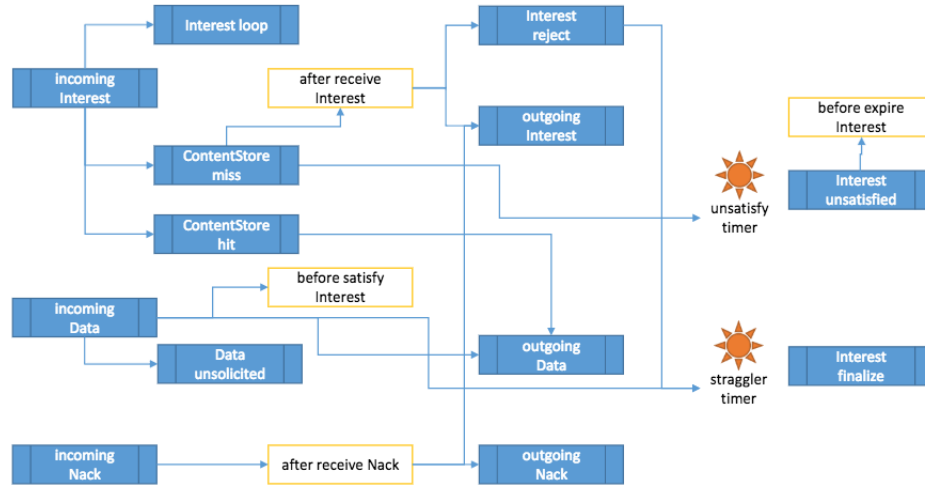 Interest loop
Interest
reject
incoming
Interest
after receive
Interest
before expire
Interest
outgoing
Interest
ContentStore
miss
Interest
unsatisfied
unsatisfy
timer
ContentStore
hit
before satisfy
Interest
incoming
Data
Data
unsolicited
outgoing
Data
straggler
timer
Interest
finalize
incoming
Nack
after receive Nack
outgoing
Nack